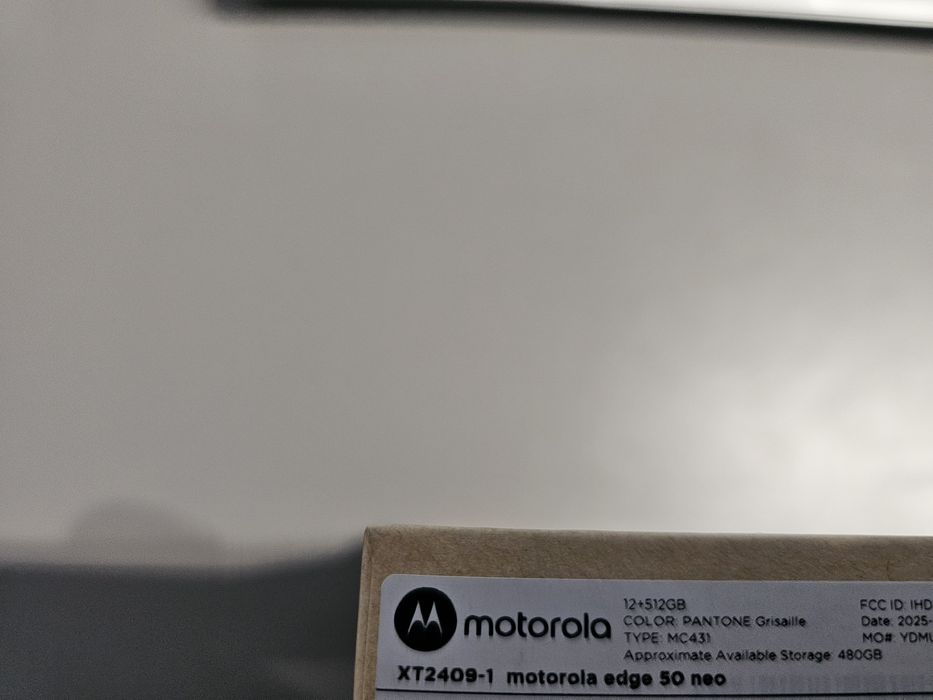 motorola
12+512GB
COLOR: PANTONE Grisaille
TYPE: MC431
Approximate Available Storage: 480GB
FCC ID: IHD
Date: 2025-
MO#: YDMU
XT2409-1 motorola edge 50 neo